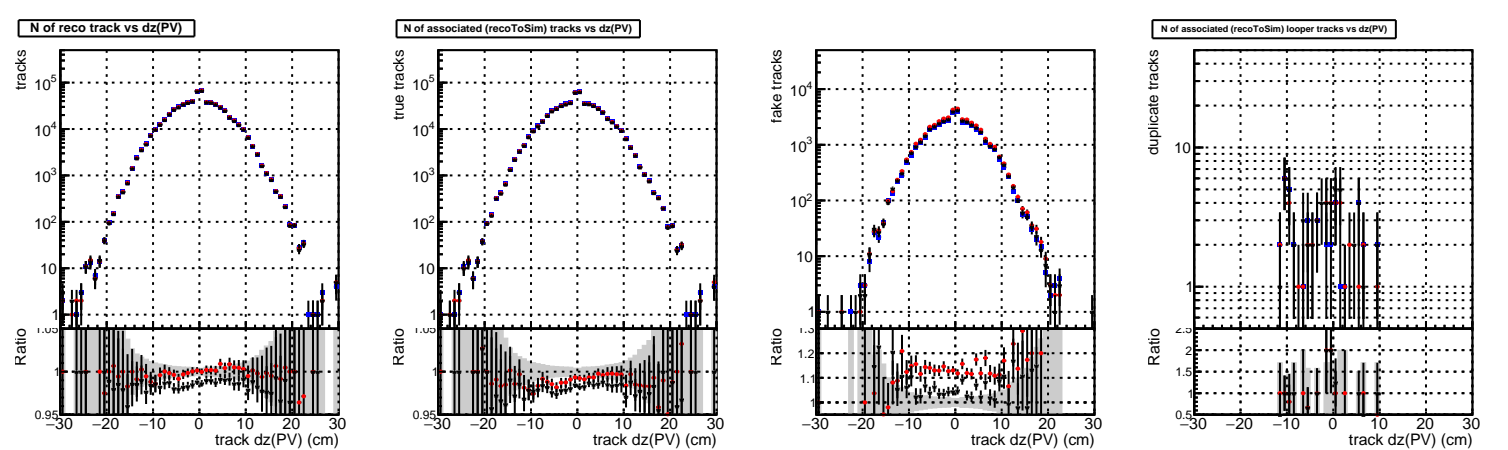 N of reco track vs dz(PV)
tracks
10^5
10^4
10^3
10^2
10
1
Ratio
1.05
1
0.95
−30 −20 −10 0 10 20 30
track dz(PV) (cm)
N of associated (recoToSim) tracks vs dz(PV)
true tracks
10^5
10^4
10^3
10^2
10
1
Ratio
1.05
1
0.95
−30 −20 −10 0 10 20 30
track dz(PV) (cm)
fake tracks
10^4
10^3
10^2
10
1
Ratio
1.3
1.2
1.1
1
−30 −20 −10 0 10 20 30
track dz(PV) (cm)
N of associated (recoToSim) looper tracks vs dz(PV)
duplicate tracks
10
1
Ratio
2.5
2
1.5
1
0.5
−30 −20 −10 0 10 20 30
track dz(PV) (cm)